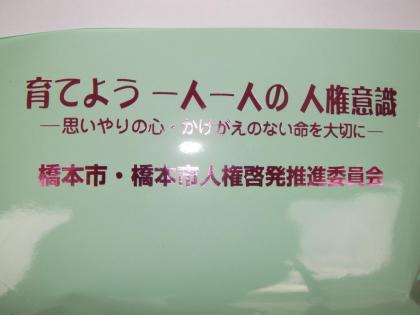 育てよう 一人一人の 人権意識
―思いやりの心・かけがえのない命を大切に―
橋本市・橋本市人権啓発推進委員会